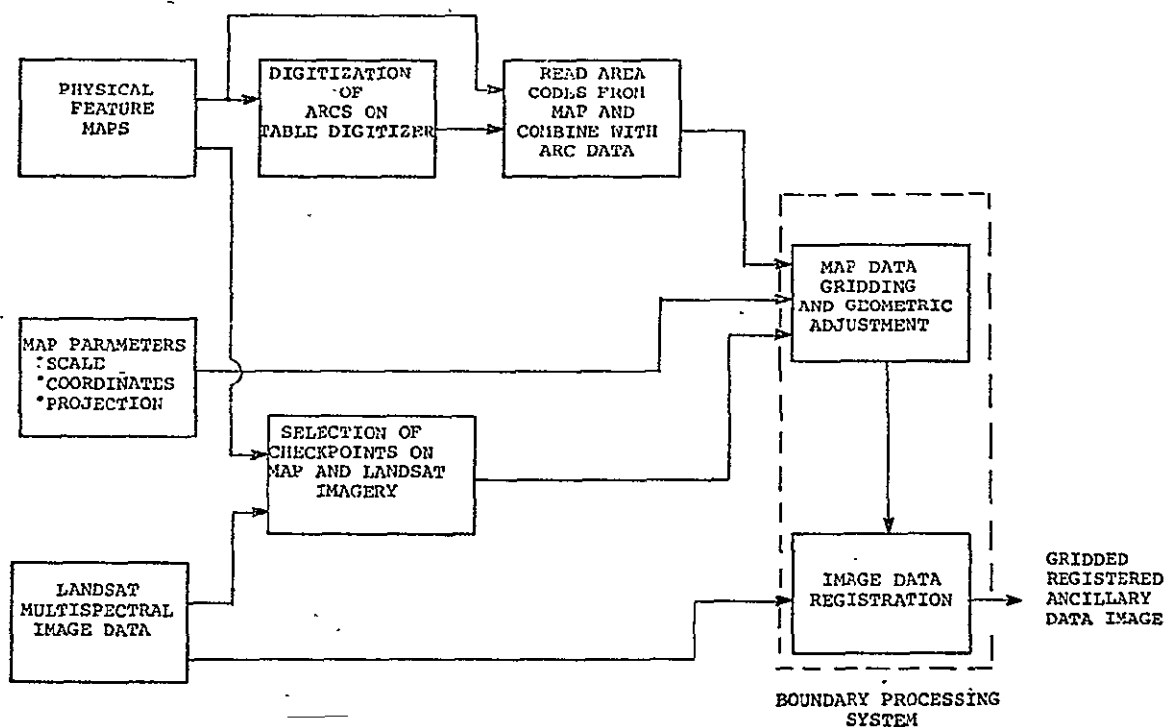 PHYSICAL
FEATURE
MAPS
DIGITIZATION
OF
ARCS ON
TABLE DIGITIZER
READ AREA
CODES FROM
MAP AND
COMBINE WITH
ARC DATA
MAP DATA
GRIDDING
AND GEOMETRIC
ADJUSTMENT
MAP PARAMETERS
•SCALE
•COORDINATES
•PROJECTION
SELECTION OF
CHECKPOINTS ON
MAP AND LANDSAT
IMAGERY
LANDSAT
MULTISPECTRAL
IMAGE DATA
IMAGE DATA
REGISTRATION
GRIDDED
REGISTERED
ANCILLARY
DATA IMAGE
BOUNDARY PROCESSING
SYSTEM